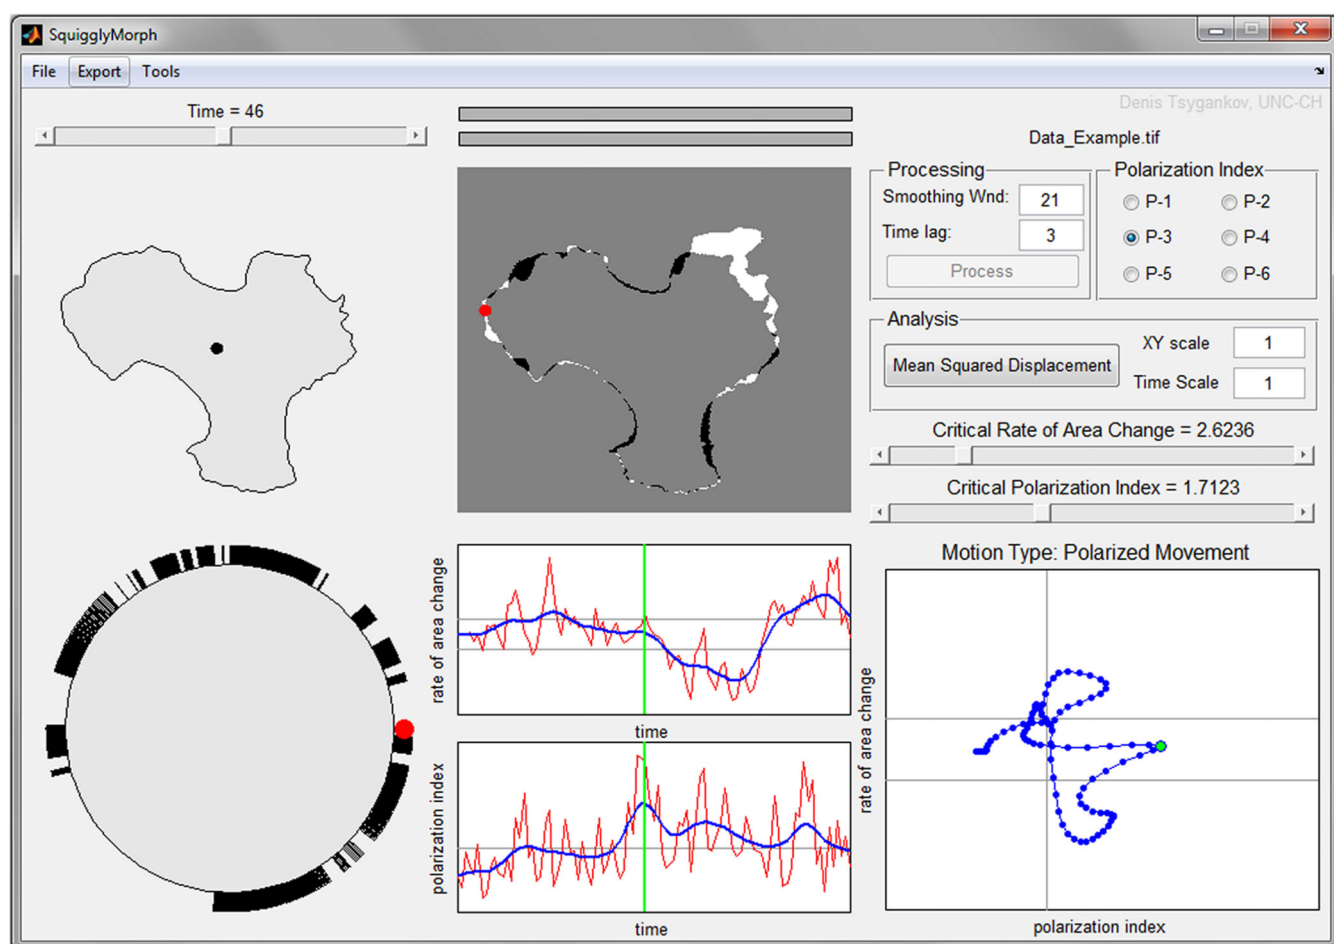 SquigglyMorph
File Export Tools
Denis Tsygankov, UNC-CH
Time = 46
Data_Example.tif
Processing
Smoothing Wnd: 21
Time lag: 3
Process
Polarization Index
P-1 P-2
P-3 P-4
P-5 P-6
Analysis
Mean Squared Displacement
XY scale 1
Time Scale 1
Critical Rate of Area Change = 2.6236
Critical Polarization Index = 1.7123
rate of area change
time
polarization index
time
Motion Type: Polarized Movement
rate of area change
polarization index